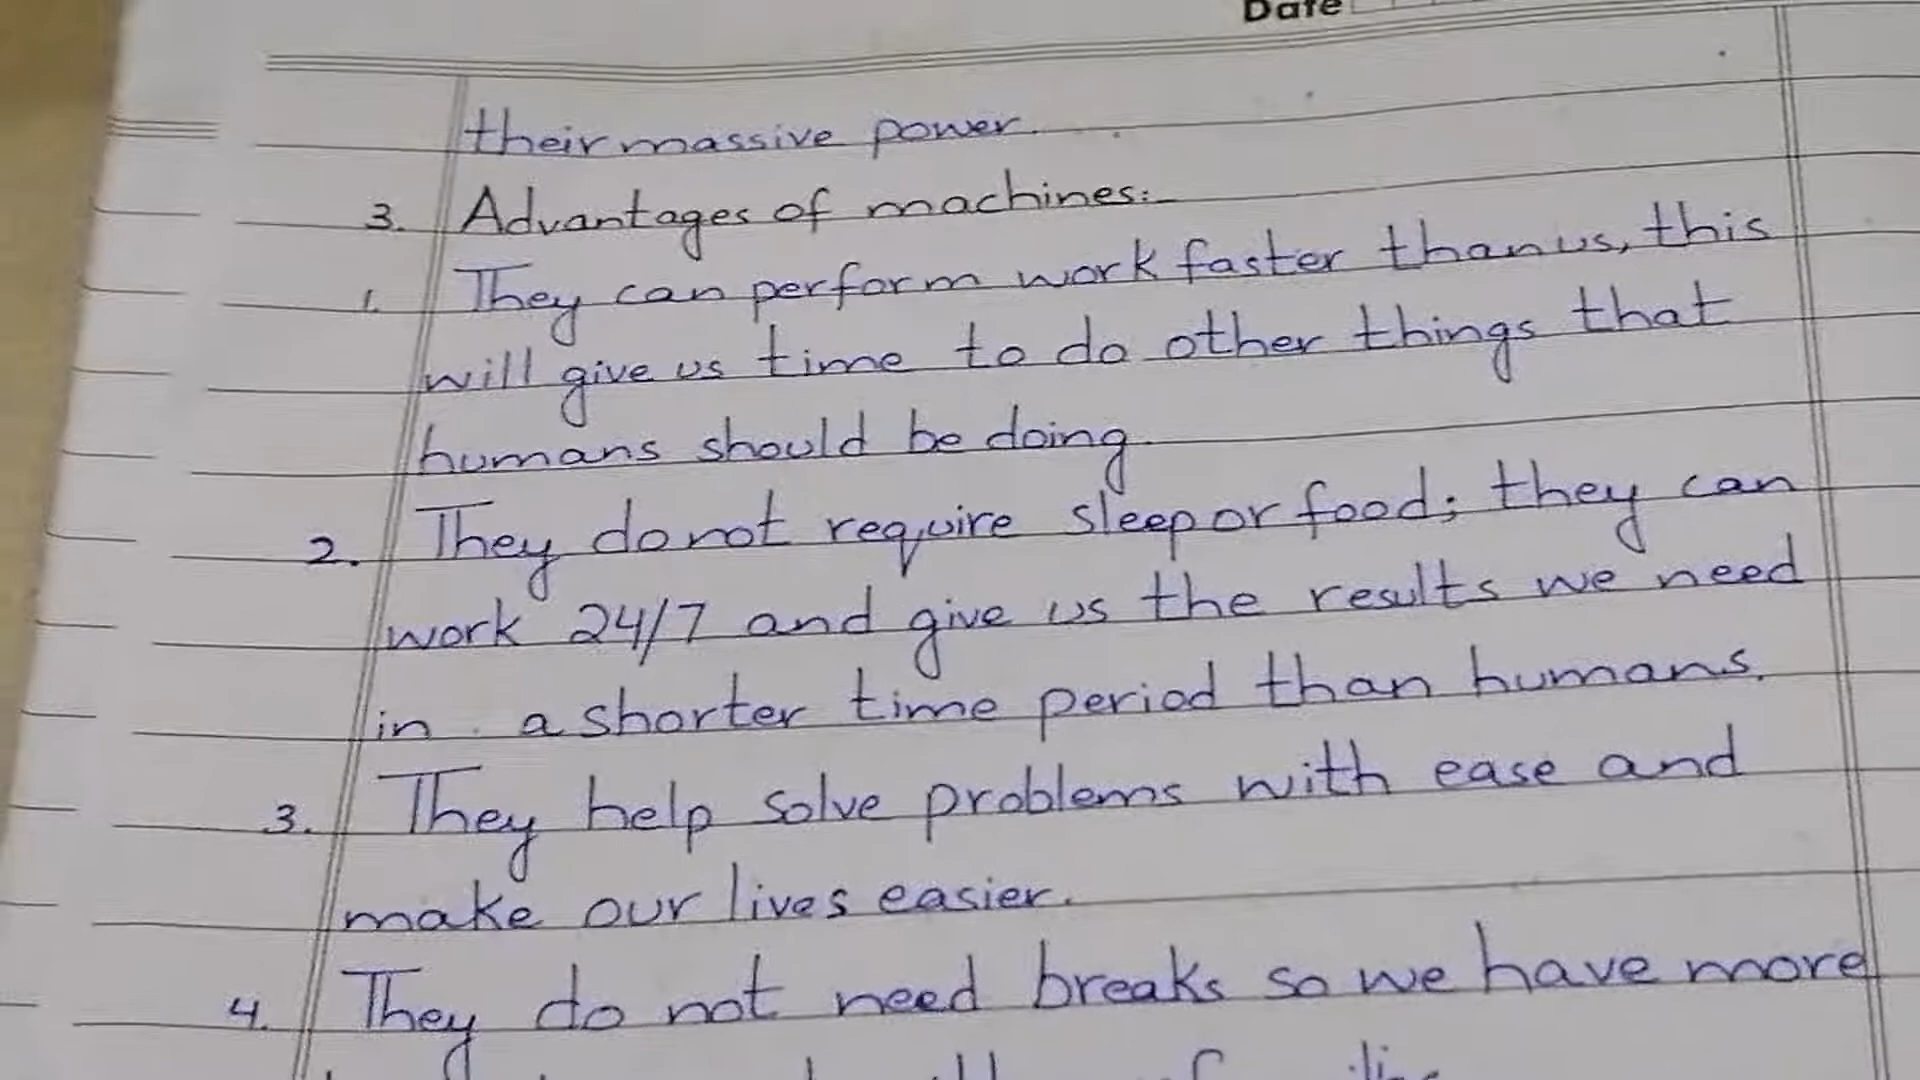 Date
their massive power.
3. Advantages of machines:-
1. They can perform work faster than us, this
will give us time to do other things that
humans should be doing.
2. They do not require sleep or food; they can
work 24/7 and give us the results we need
in a shorter time period than humans.
3. They help solve problems with ease and
make our lives easier.
4. They do not need breaks so we have more